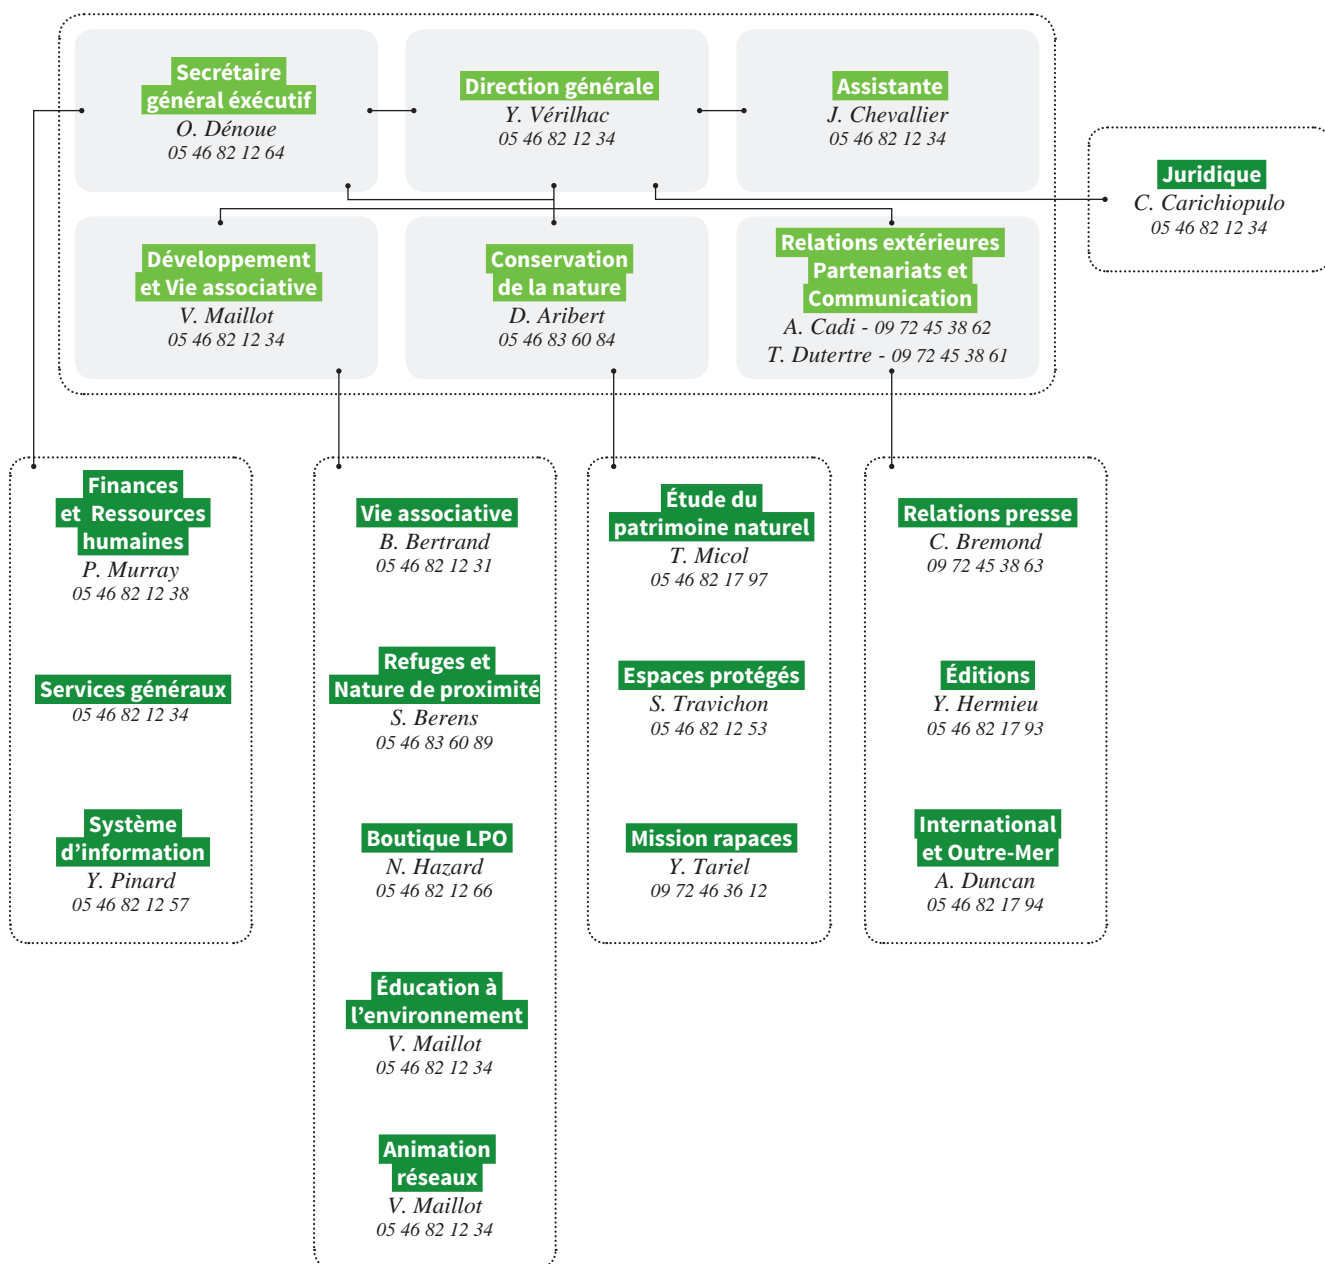 Secrétaire
général éxécutif
O. Dénoue
05 46 82 12 64
Direction générale
Y. Vérilhac
05 46 82 12 34
Assistante
J. Chevallier
05 46 82 12 34
Juridique
C. Carichiopulo
05 46 82 12 34
Développement
et Vie associative
V. Maillot
05 46 82 12 34
Conservation
de la nature
D. Aribert
05 46 83 60 84
Relations extérieures
Partenariats et
Communication
A. Cadi - 09 72 45 38 62
T. Dutertre - 09 72 45 38 61
Finances
et Ressources
humaines
P. Murray
05 46 82 12 38
Services généraux
05 46 82 12 34
Système
d’information
Y. Pinard
05 46 82 12 57
Vie associative
B. Bertrand
05 46 82 12 31
Refuges et
Nature de proximité
S. Berens
05 46 83 60 89
Boutique LPO
N. Hazard
05 46 82 12 66
Éducation à
l’environnement
V. Maillot
05 46 82 12 34
Animation
réseaux
V. Maillot
05 46 82 12 34
Étude du
patrimoine naturel
T. Micol
05 46 82 17 97
Espaces protégés
S. Travichon
05 46 82 12 53
Mission rapaces
Y. Tariel
09 72 46 36 12
Relations presse
C. Bremond
09 72 45 38 63
Éditions
Y. Hermieu
05 46 82 17 93
International
et Outre-Mer
A. Duncan
05 46 82 17 94